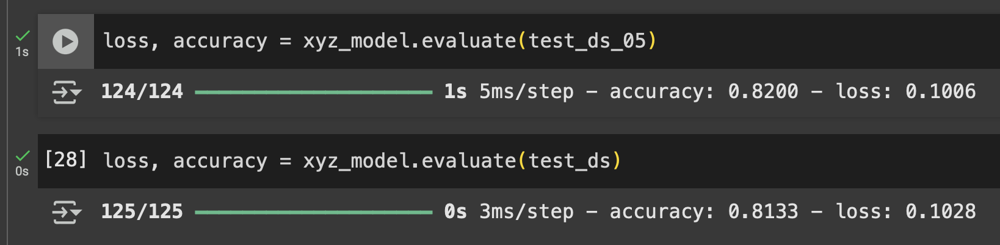 loss, accuracy = xyz_model.evaluate(test_ds_05)
1s
124/124 1s 5ms/step - accuracy: 0.8200 - loss: 0.1006
[28] loss, accuracy = xyz_model.evaluate(test_ds)
0s
125/125 0s 3ms/step - accuracy: 0.8133 - loss: 0.1028